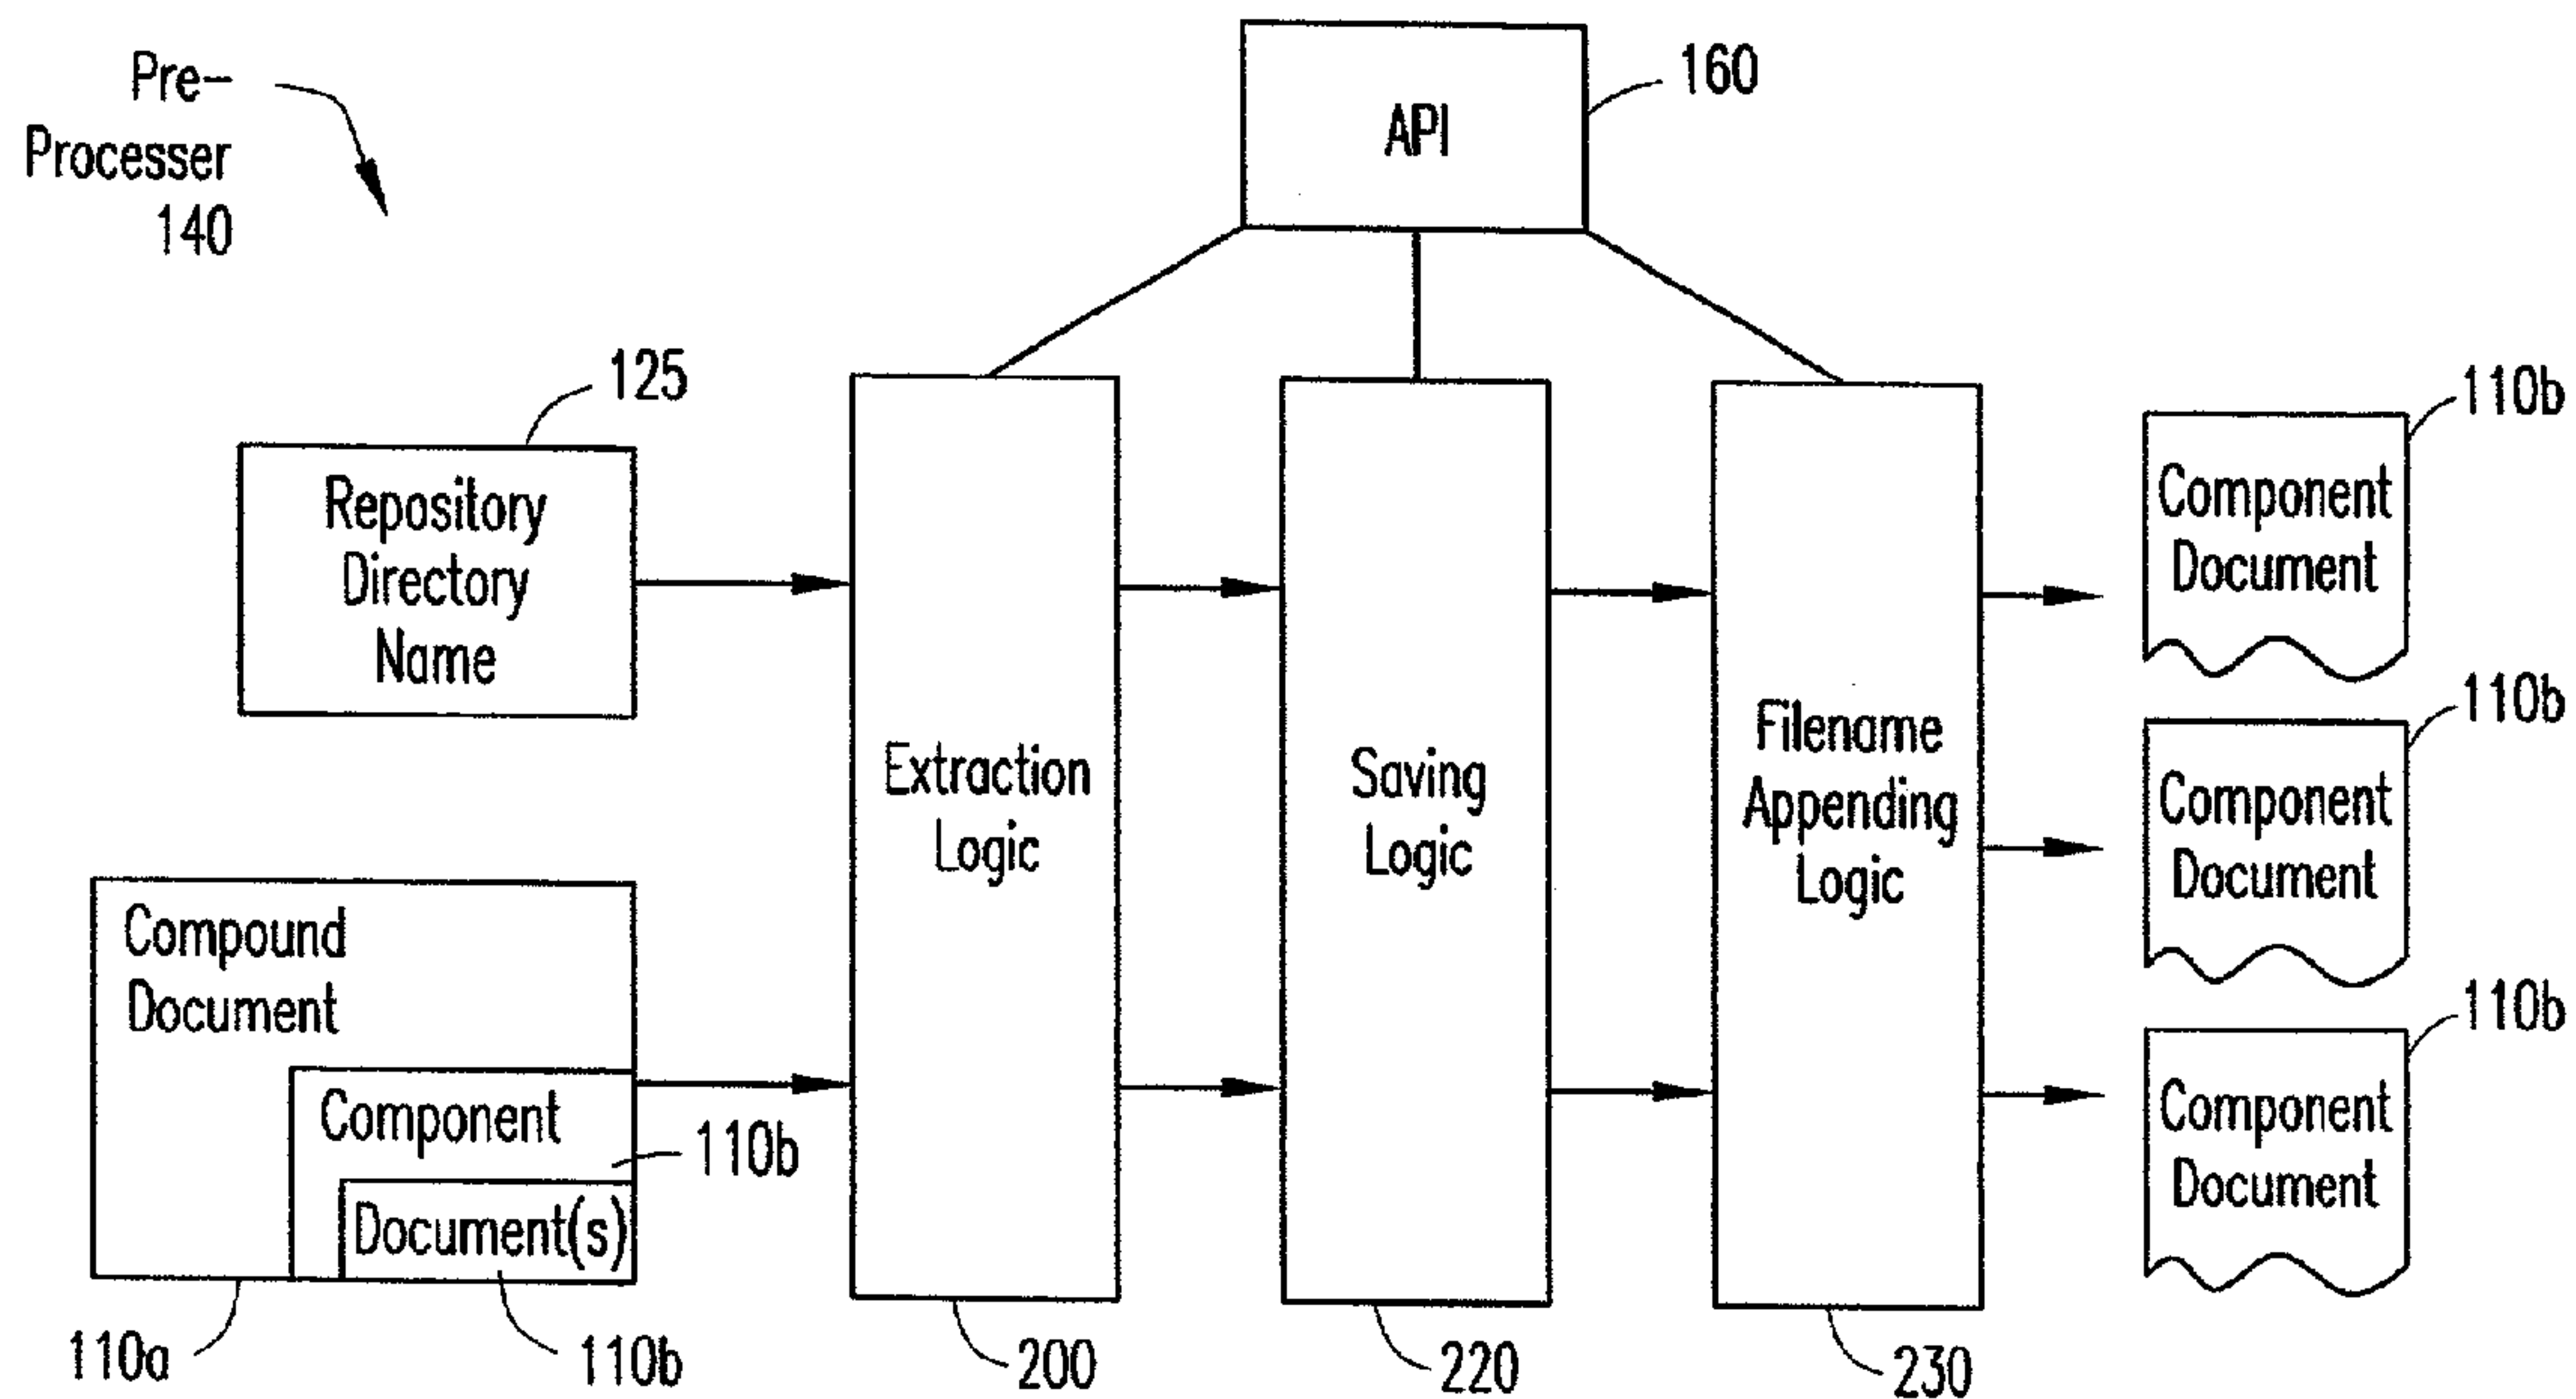 Pre-
Processer
140
API
160
125
Repository
Directory
Name
Compound
Document
Component
110b
Document(s)
110a
110b
Extraction
Logic
200
Saving
Logic
220
Filename
Appending
Logic
230
110b
Component
Document
110b
Component
Document
110b
Component
Document